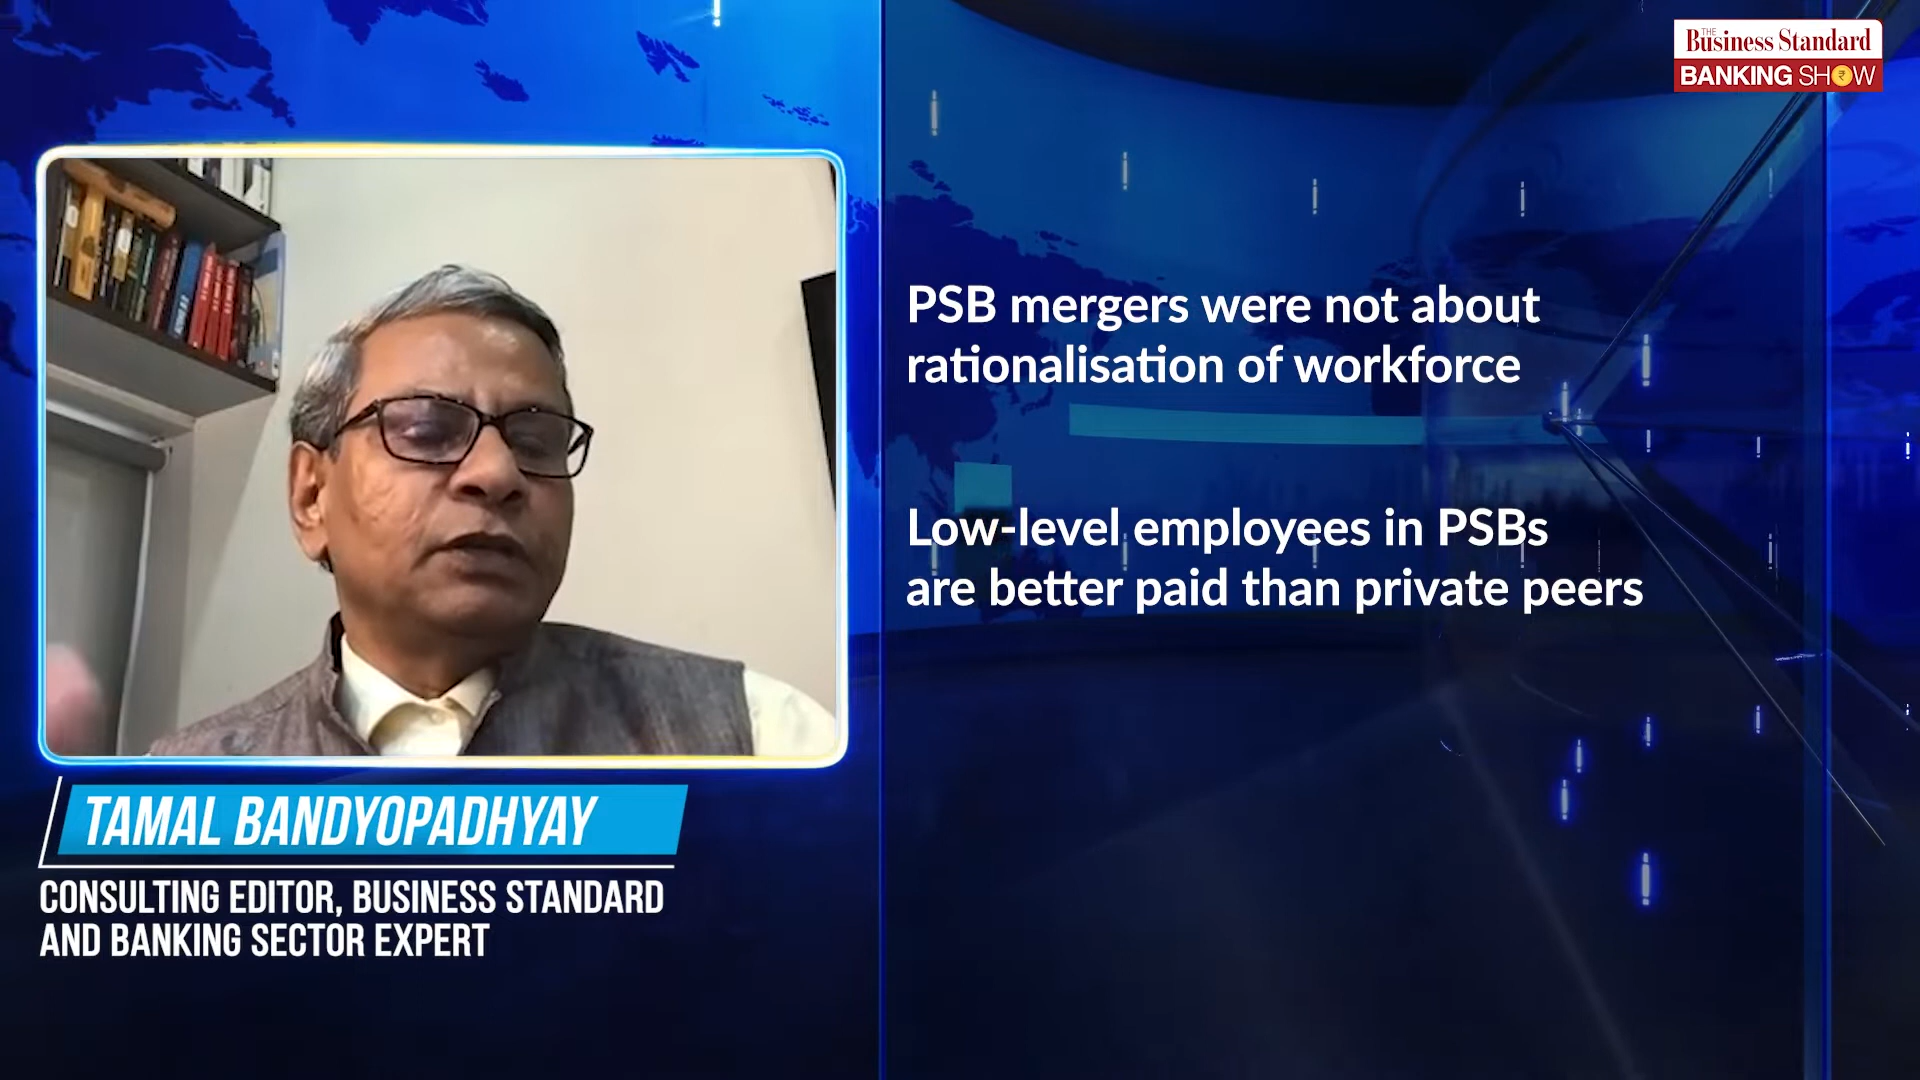 THE
Business Standard
BANKING SHOW
PSB mergers were not about
rationalisation of workforce
Low-level employees in PSBs
are better paid than private peers
TAMAL BANDYOPADHYAY
CONSULTING EDITOR, BUSINESS STANDARD
AND BANKING SECTOR EXPERT